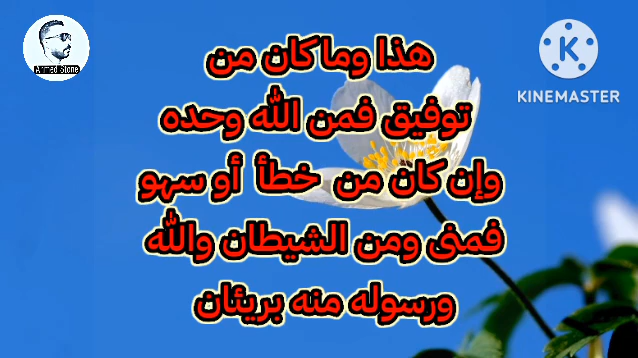 هذا وما كان من
توفيق فمن الله وحده
وإن كان من خطأ أو سهو
فمنى ومن الشيطان والله
ورسوله منه بريئان
Ahmed Stone
KINEMASTER